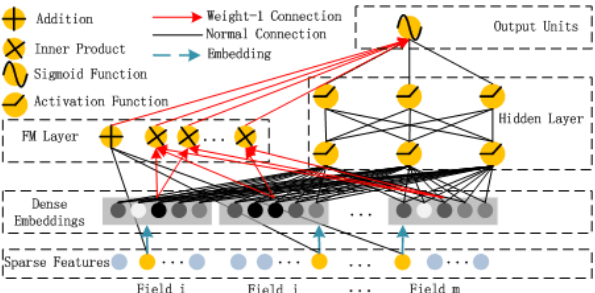 Addition
Weight-1 Connection
Output Units
Inner Product
Normal Connection
Sigmoid Function
Embedding
Activation Function
Hidden Layer
FM Layer
...
Dense
Embeddings
...
Sparse Features
... ... ... ...
Field i Field j ... Field m